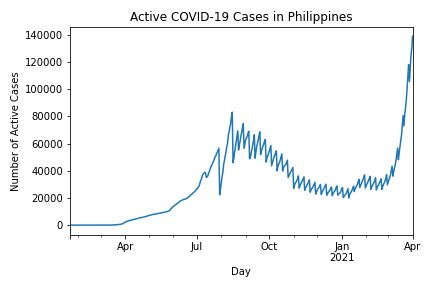 Active COVID-19 Cases in Philippines
Number of Active Cases
140000
120000
100000
80000
60000
40000
20000
0
Apr
Jul
Oct
Jan
2021
Apr
Day